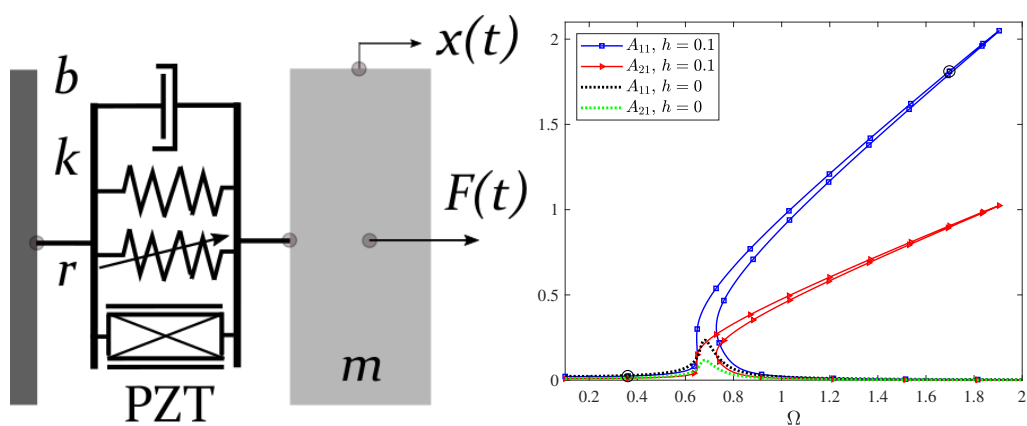 b
k
r
PZT
x(t)
F(t)
m
A₁₁, h = 0.1
A₂₁, h = 0.1
A₁₁, h = 0
A₂₁, h = 0
2
1.5
1
0.5
0
0.2 0.4 0.6 0.8 1 1.2 1.4 1.6 1.8 2
Ω